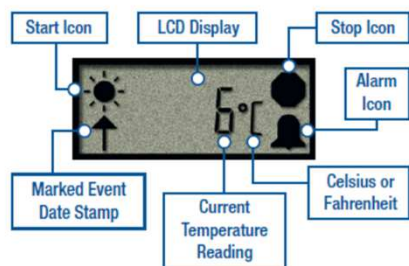 Start Icon
LCD Display
Stop Icon
Alarm
Icon
6°C
Marked Event
Date Stamp
Current
Temperature
Reading
Celsius or
Fahrenheit